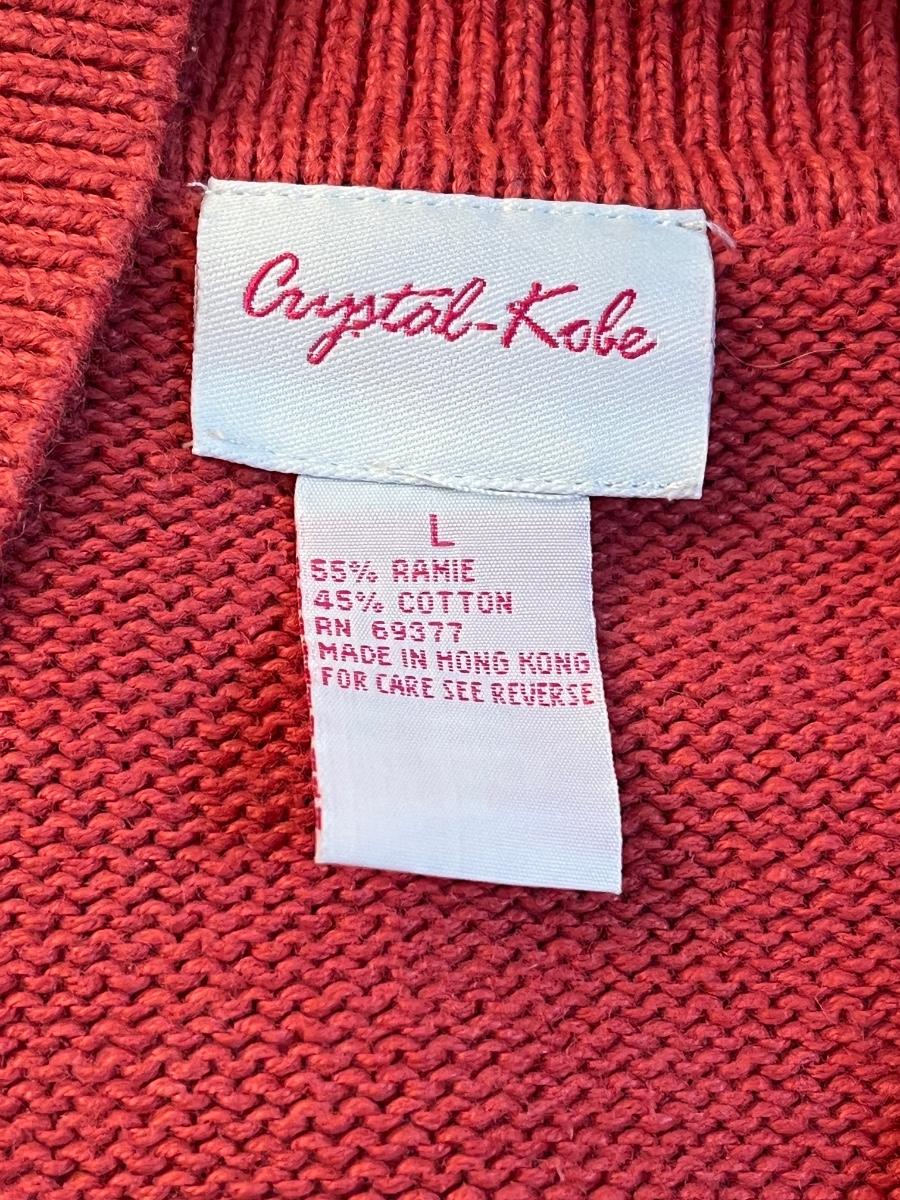 Crystal-Kobe
L
55% RAMIE
45% COTTON
RN 69377
MADE IN HONG KONG
FOR CARE SEE REVERSE